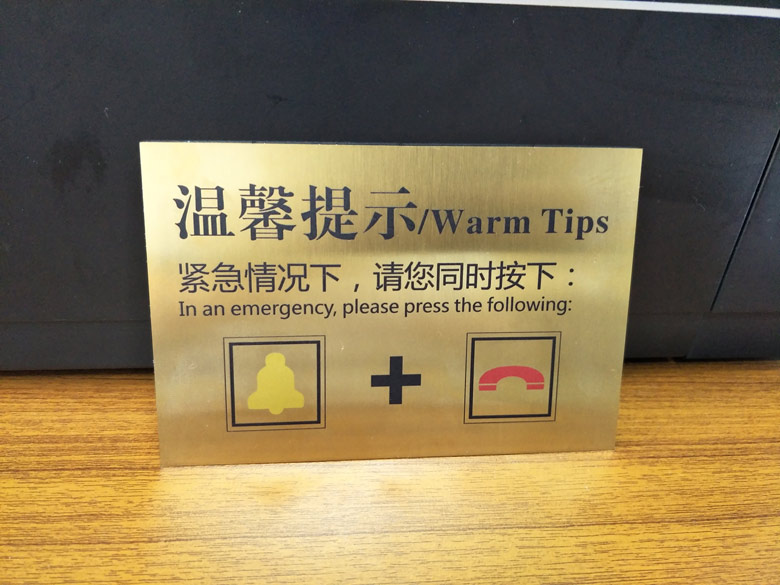 温馨提示/Warm Tips
紧急情况下，请您同时按下：
In an emergency, please press the following: